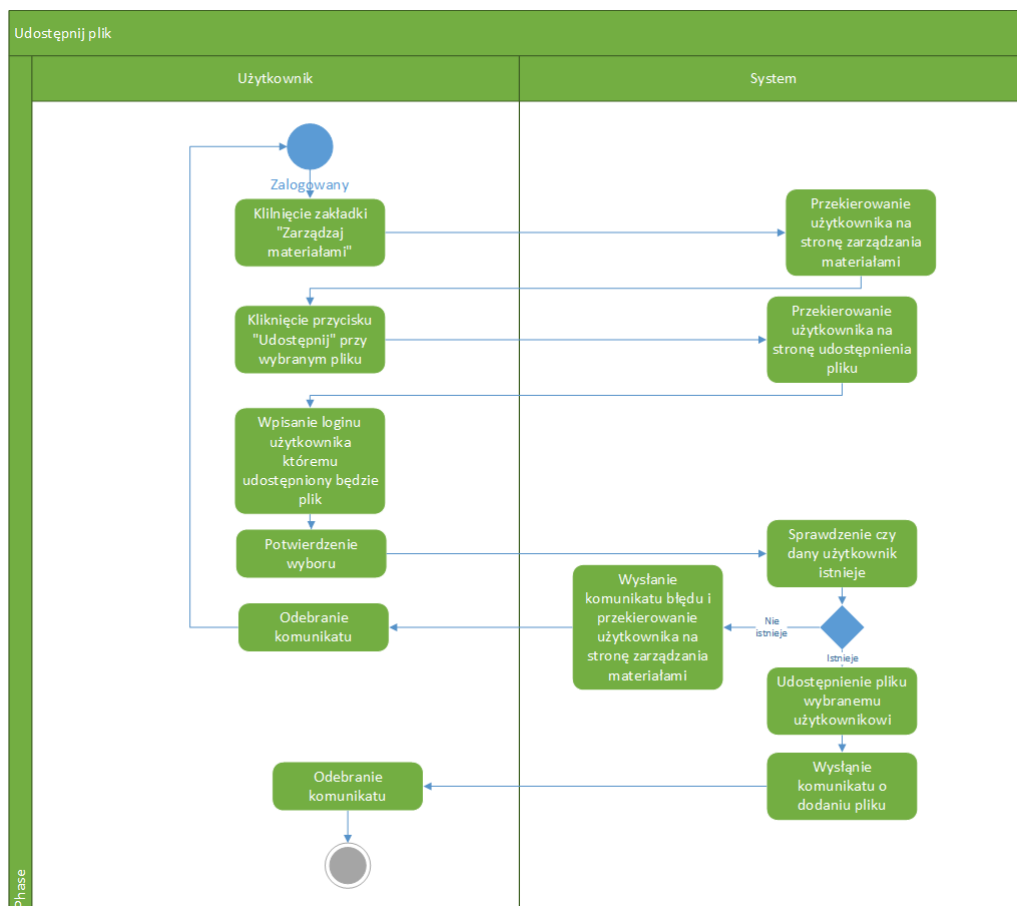 Udostępnij plik
Użytkownik
System
Zalogowany
Klilnięcie zakładki
"Zarządzaj
materiałami"
Przekierowanie
użytkownika na
stronę zarządzania
materiałami
Kliknięcie przycisku
"Udostępnij" przy
wybranym pliku
Przekierowanie
użytkownika na
stronę udostępnienia
pliku
Wpisanie loginu
użytkownika
któremu
udostępniony będzie
plik
Potwierdzenie
wyboru
Sprawdzenie czy
dany użytkownik
istnieje
Nie
istnieje
Istnieje
Wysłanie
komunikatu błędu i
przekierowanie
użytkownika na
stronę zarządzania
materiałami
Odebranie
komunikatu
Udostępnienie pliku
wybranemu
użytkownikowi
Wysłąnie
komunikatu o
dodaniu pliku
Odebranie
komunikatu
Phase